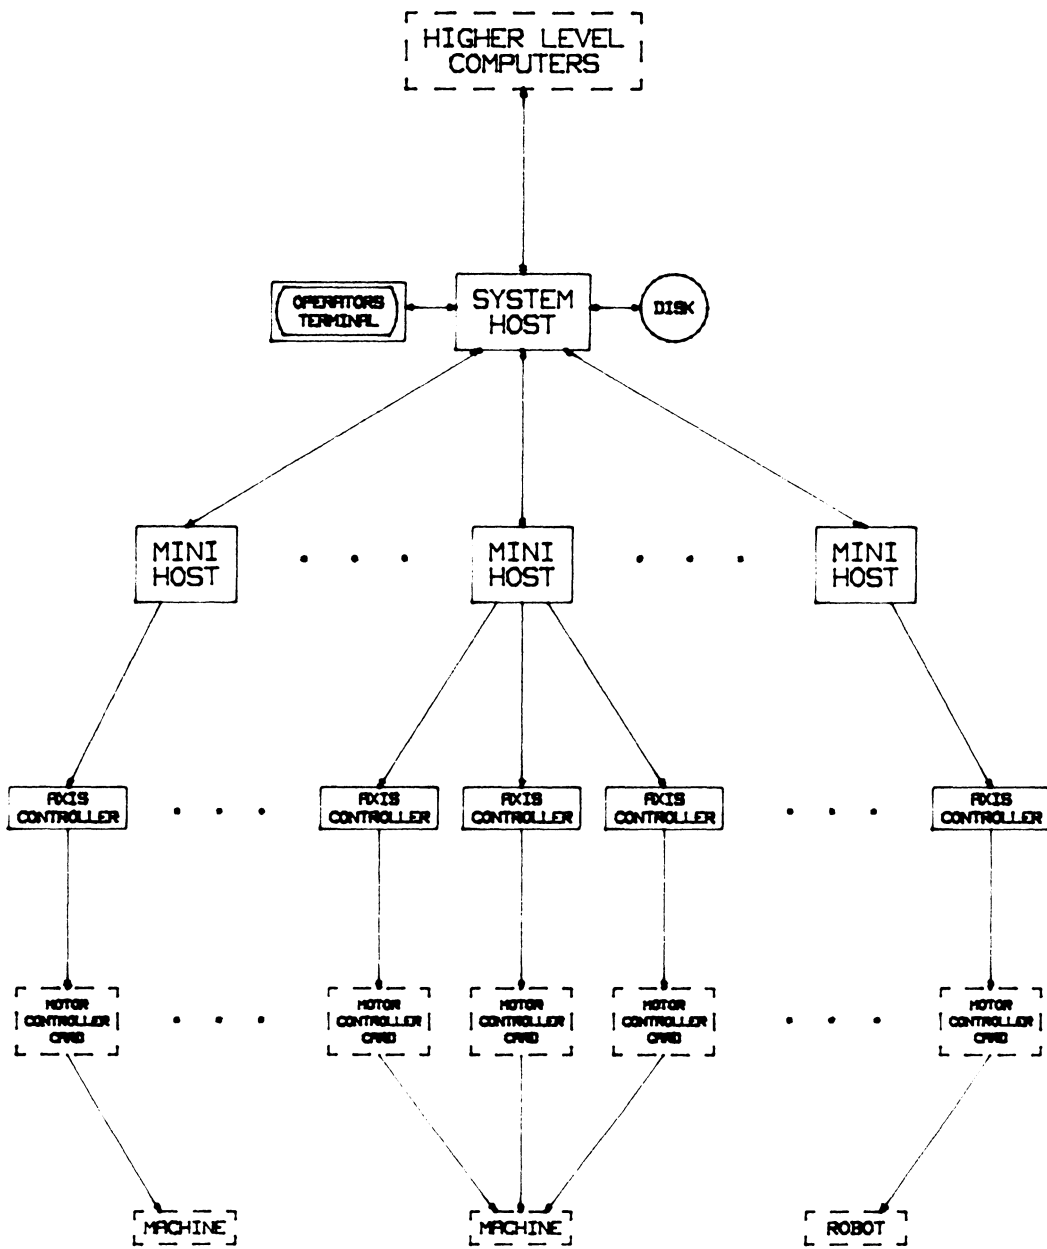 HIGHER LEVEL
COMPUTERS
OPERATORS
TERMINAL
SYSTEM
HOST
DISK
MINI
HOST
MINI
HOST
MINI
HOST
AXIS
CONTROLLER
AXIS
CONTROLLER
AXIS
CONTROLLER
AXIS
CONTROLLER
AXIS
CONTROLLER
MOTOR
CONTROLLER
CARD
MOTOR
CONTROLLER
CARD
MOTOR
CONTROLLER
CARD
MOTOR
CONTROLLER
CARD
MOTOR
CONTROLLER
CARD
MACHINE
MACHINE
ROBOT